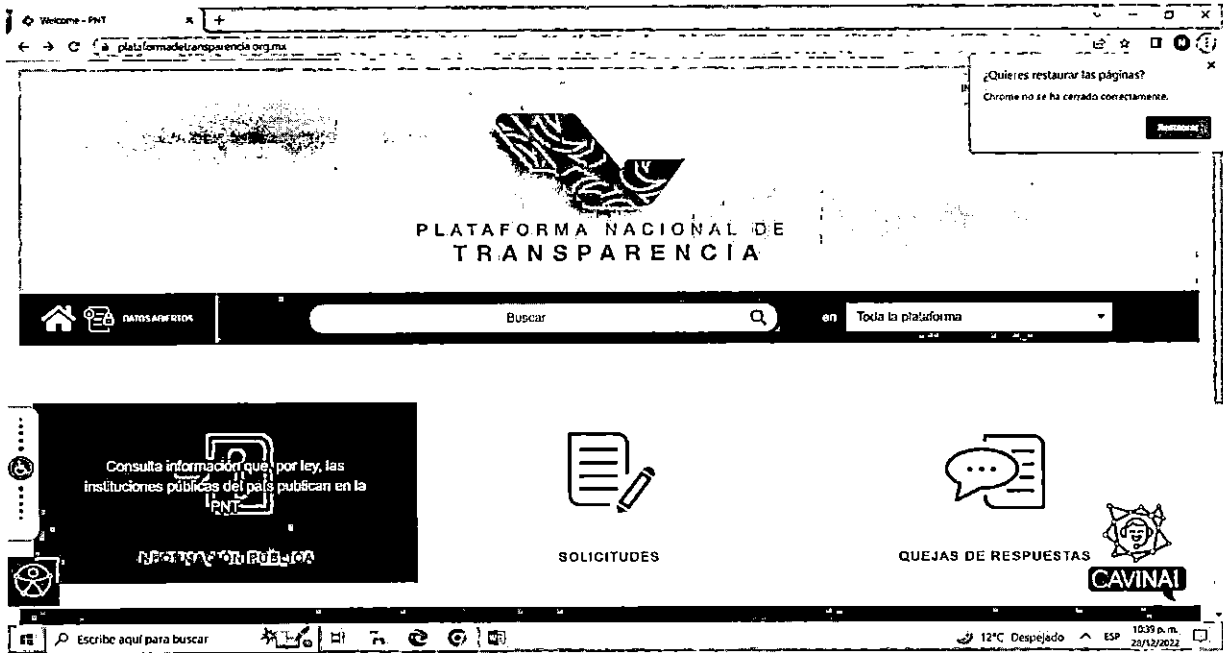 Welcome - PNT
plataformadetransparencia.org.mx
¿Quieres restaurar las páginas?
Chrome no se ha cerrado correctamente.
Restaurar
PLATAFORMA NACIONAL DE
TRANSPARENCIA
DATOS ABIERTOS
Buscar
en
Toda la plataforma
Consulta información que, por ley, las
instituciones públicas del país publican en la
PNT
INFORMACIÓN PÚBLICA
SOLICITUDES
QUEJAS DE RESPUESTAS
CAVINAI
Escribe aquí para buscar
12°C Despejado
ESP
10:39 p. m.
20/12/2022